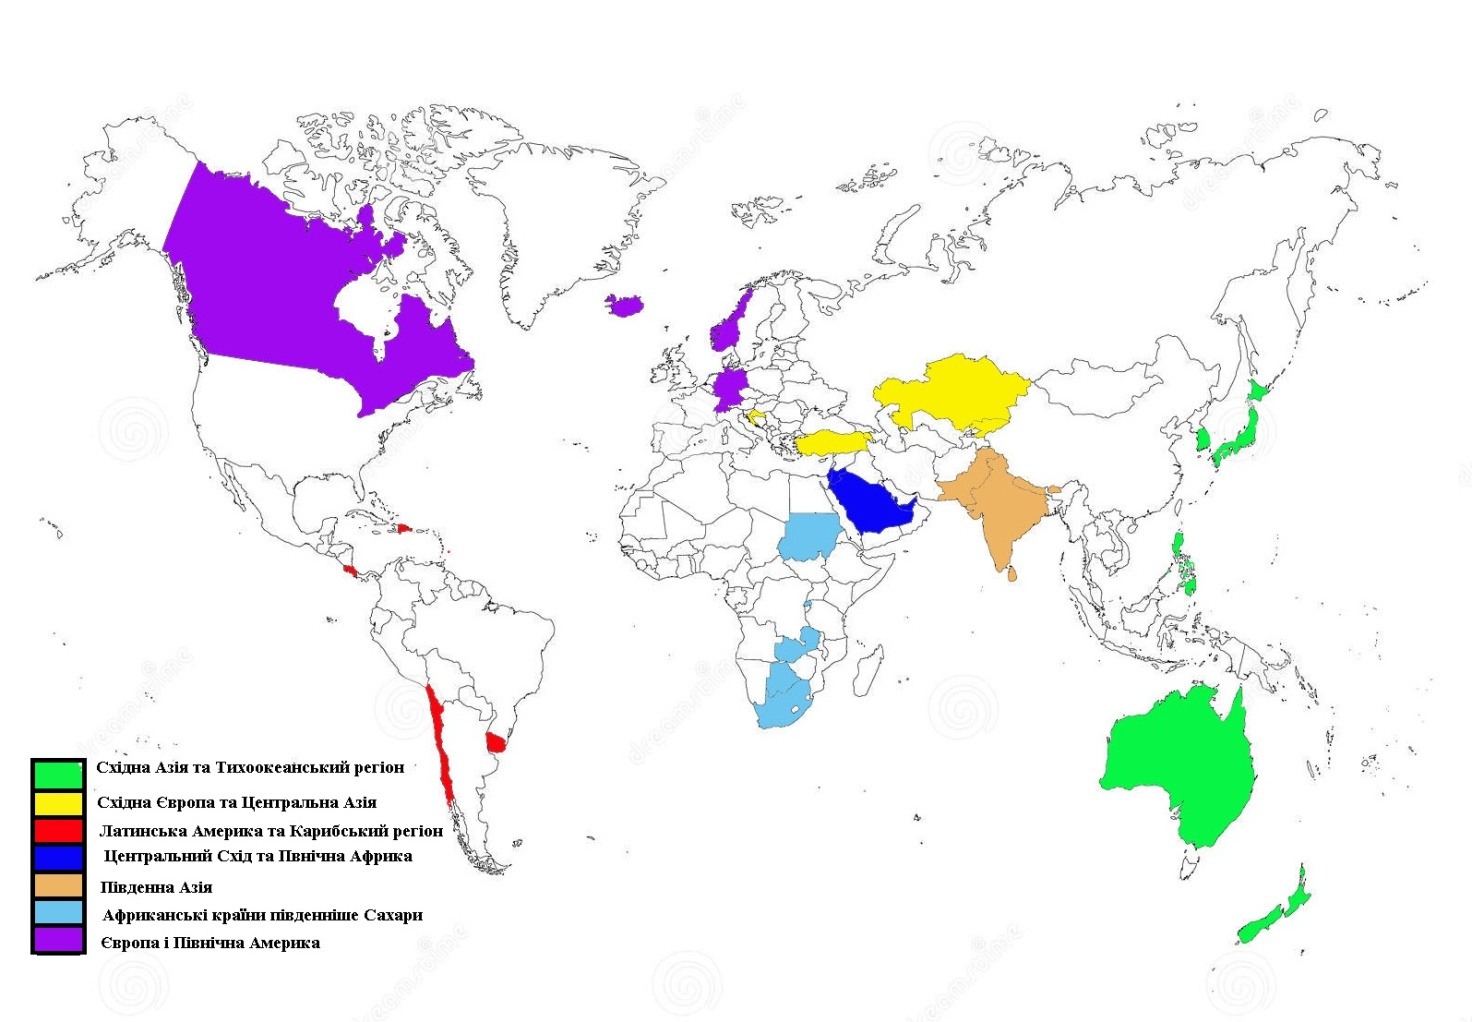 Східна Азія та Тихоокеанський регіон
Східна Європа та Центральна Азія
Латинська Америка та Карибський регіон
Центральний Схід та Пвнічна Африка
Південна Азія
Африканські країни південніше Сахари
Європа і Північна Америка